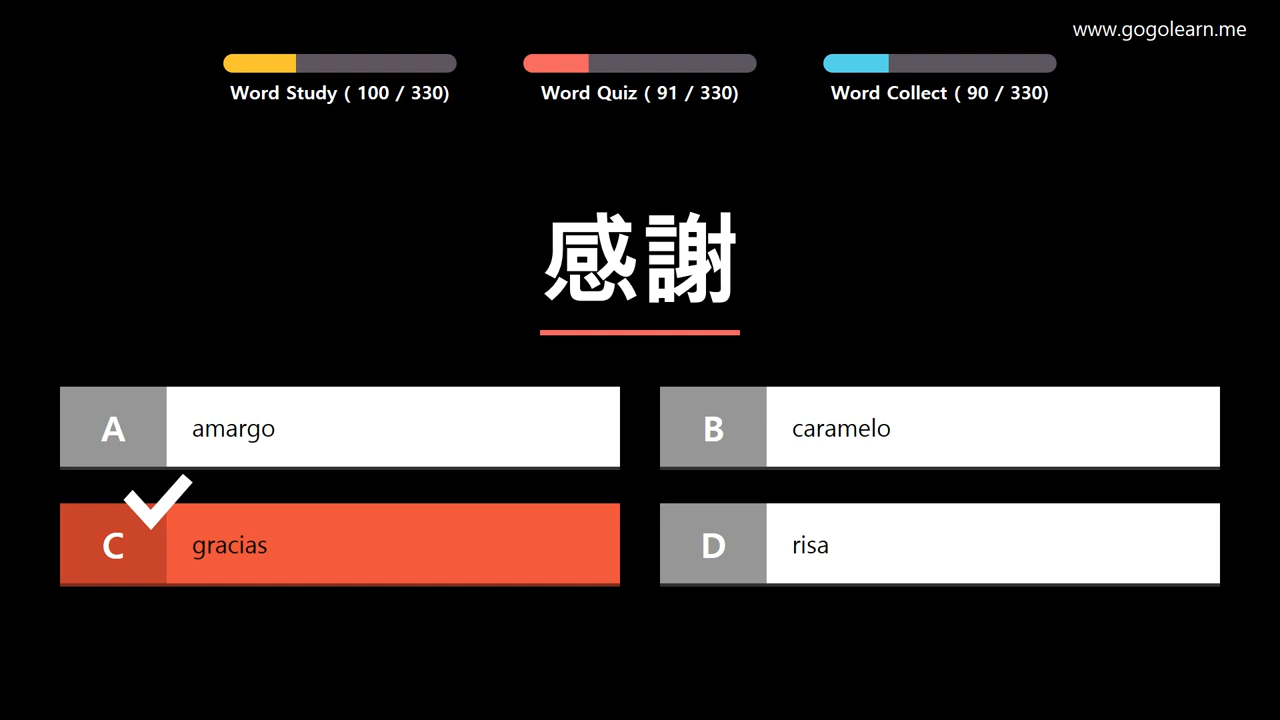 www.gogolearn.me
Word Study ( 100 / 330)
Word Quiz ( 91 / 330)
Word Collect ( 90 / 330)
感謝
A amargo
B caramelo
C gracias
D risa